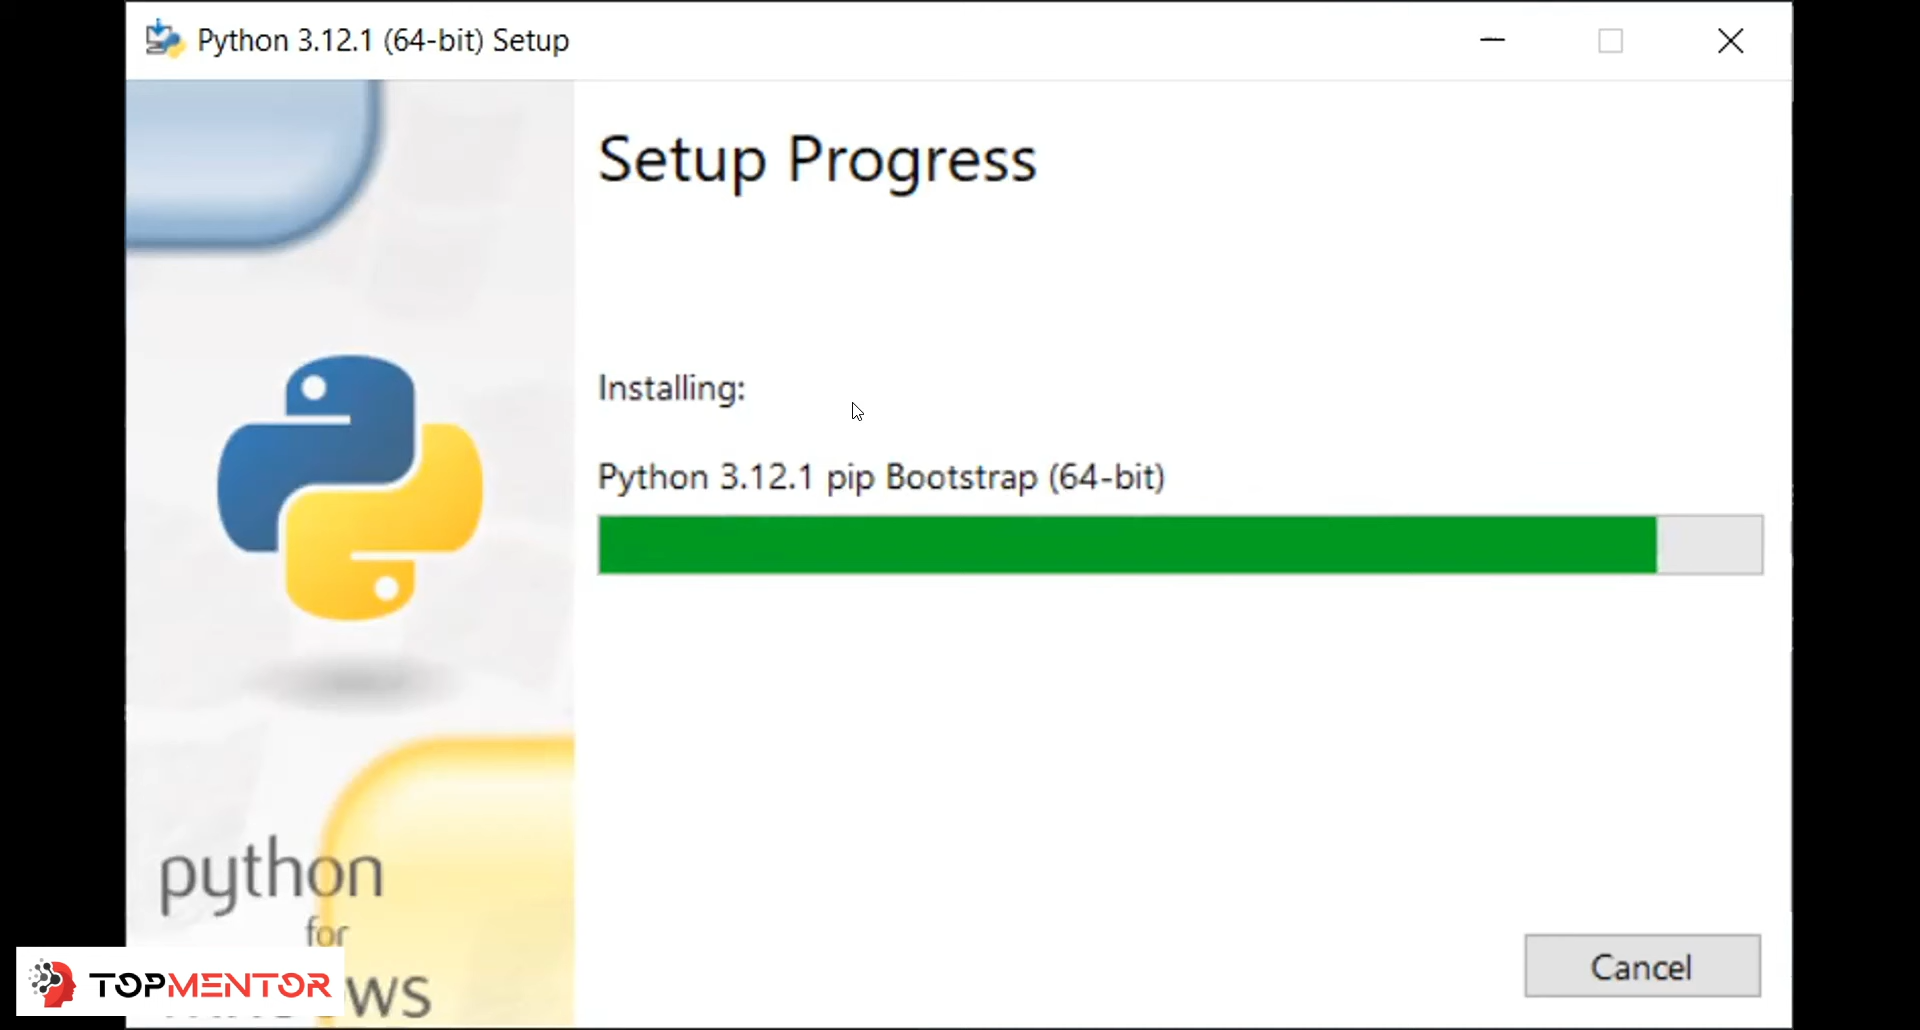 Python 3.12.1 (64-bit) Setup
Setup Progress
Installing:
Python 3.12.1 pip Bootstrap (64-bit)
python
for
TOPMENTOR
Cancel